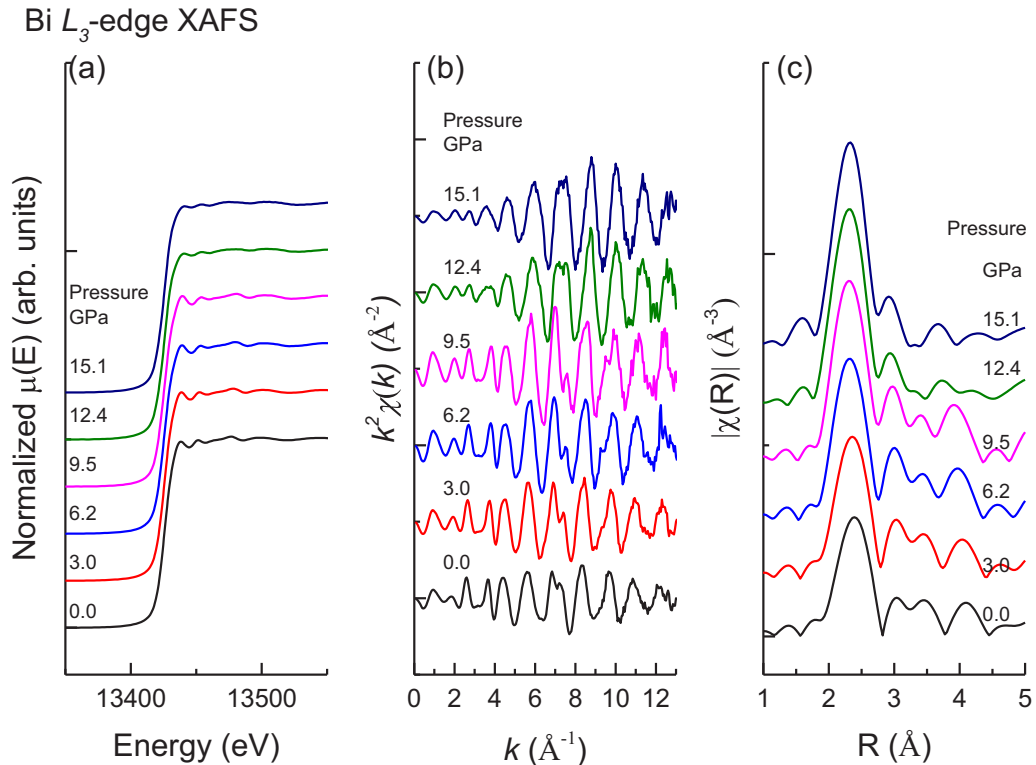 Bi L3-edge XAFS
(a)
Normalized μ(E) (arb. units)
Pressure
GPa
15.1
12.4
9.5
6.2
3.0
0.0
13400 13500
Energy (eV)
(b)
k² χ(k) (Å⁻²)
Pressure
GPa
15.1
12.4
9.5
6.2
3.0
0.0
0 2 4 6 8 10 12
k (Å⁻¹)
(c)
|χ(R)| (Å⁻³)
Pressure
GPa
15.1
12.4
9.5
6.2
3.0
0.0
1 2 3 4 5
R (Å)